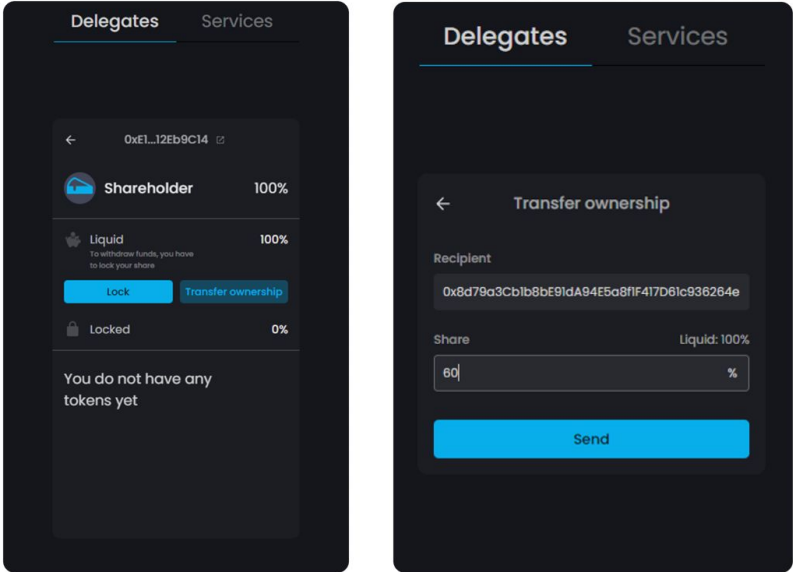 Delegates Services
0xE1...12Eb9C14
Shareholder 100%
Liquid 100%
To withdraw funds, you have
to lock your share
Lock Transfer ownership
Locked 0%
You do not have any
tokens yet
Delegates Services
Transfer ownership
Recipient
0x8d79a3Cb1b8bE91dA94E5a8f1F417D61c936264e
Share Liquid: 100%
60 %
Send